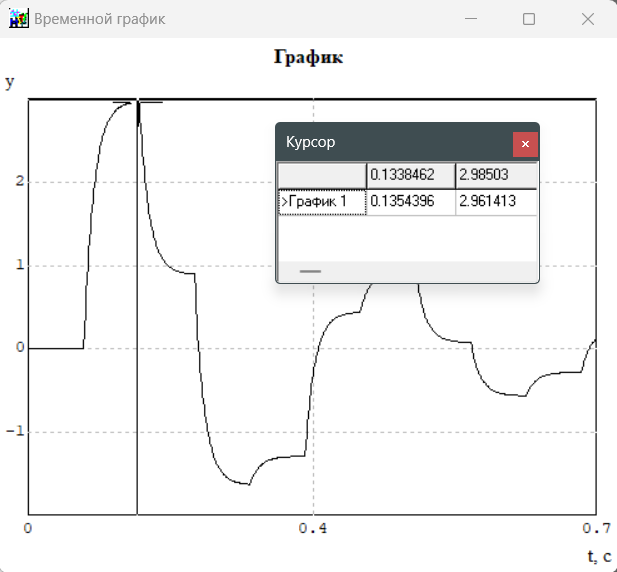 Временной график
График
y
Курсор
0.1338462 2.98503
>График 1 0.1354396 2.961413
2
1
0
-1
0 0.4 0.7
t, c